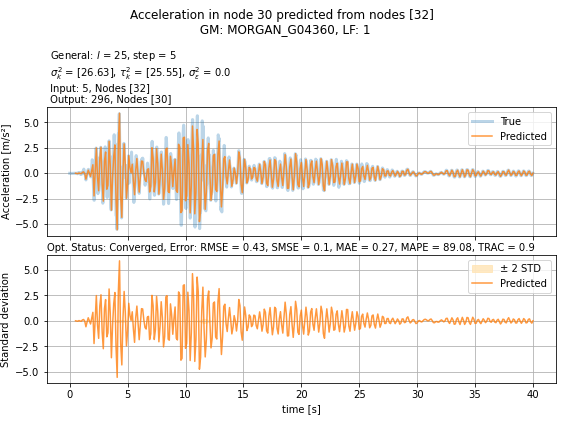 Acceleration in node 30 predicted from nodes [32]
GM: MORGAN_G04360, LF: 1
General: l = 25, step = 5
σ²ₖ = [26.63], τ²ₖ = [25.55], σ²ε = 0.0
Input: 5, Nodes [32]
Output: 296, Nodes [30]
Acceleration [m/s²]
5.0
2.5
0.0
−2.5
−5.0
True
Predicted
Opt. Status: Converged, Error: RMSE = 0.43, SMSE = 0.1, MAE = 0.27, MAPE = 89.08, TRAC = 0.9
Standard deviation
5.0
2.5
0.0
−2.5
−5.0
± 2 STD
Predicted
0 5 10 15 20 25 30 35 40
time [s]